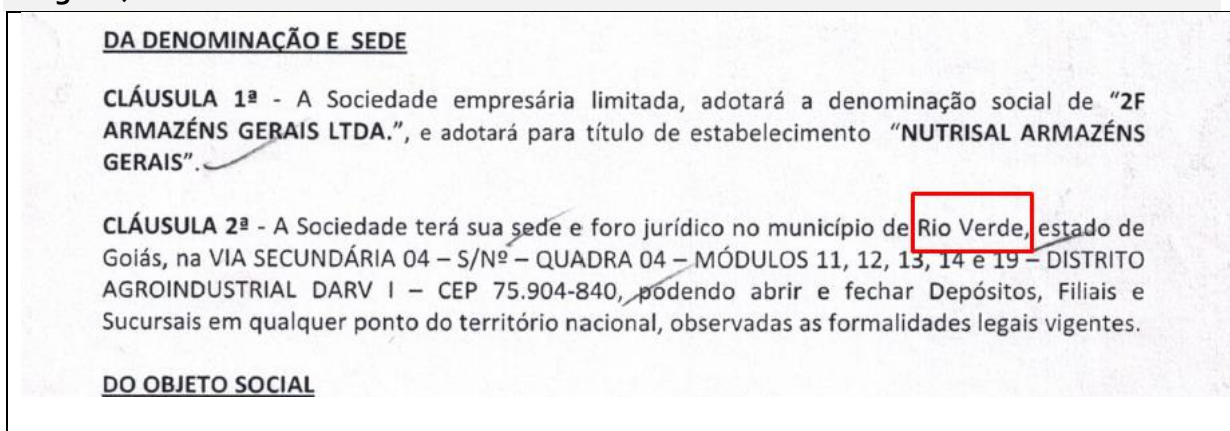 DA DENOMINAÇÃO E SEDE
CLÁUSULA 1ª - A Sociedade empresária limitada, adotará a denominação social de "2F
ARMAZÉNS GERAIS LTDA.", e adotará para título de estabelecimento "NUTRISAL ARMAZÉNS
GERAIS".
CLÁUSULA 2ª - A Sociedade terá sua sede e foro jurídico no município de Rio Verde, estado de
Goiás, na VIA SECUNDÁRIA 04 – S/Nº – QUADRA 04 – MÓDULOS 11, 12, 13, 14 e 19 – DISTRITO
AGROINDUSTRIAL DARV I – CEP 75.904-840, podendo abrir e fechar Depósitos, Filiais e
Sucursais em qualquer ponto do território nacional, observadas as formalidades legais vigentes.
DO OBJETO SOCIAL